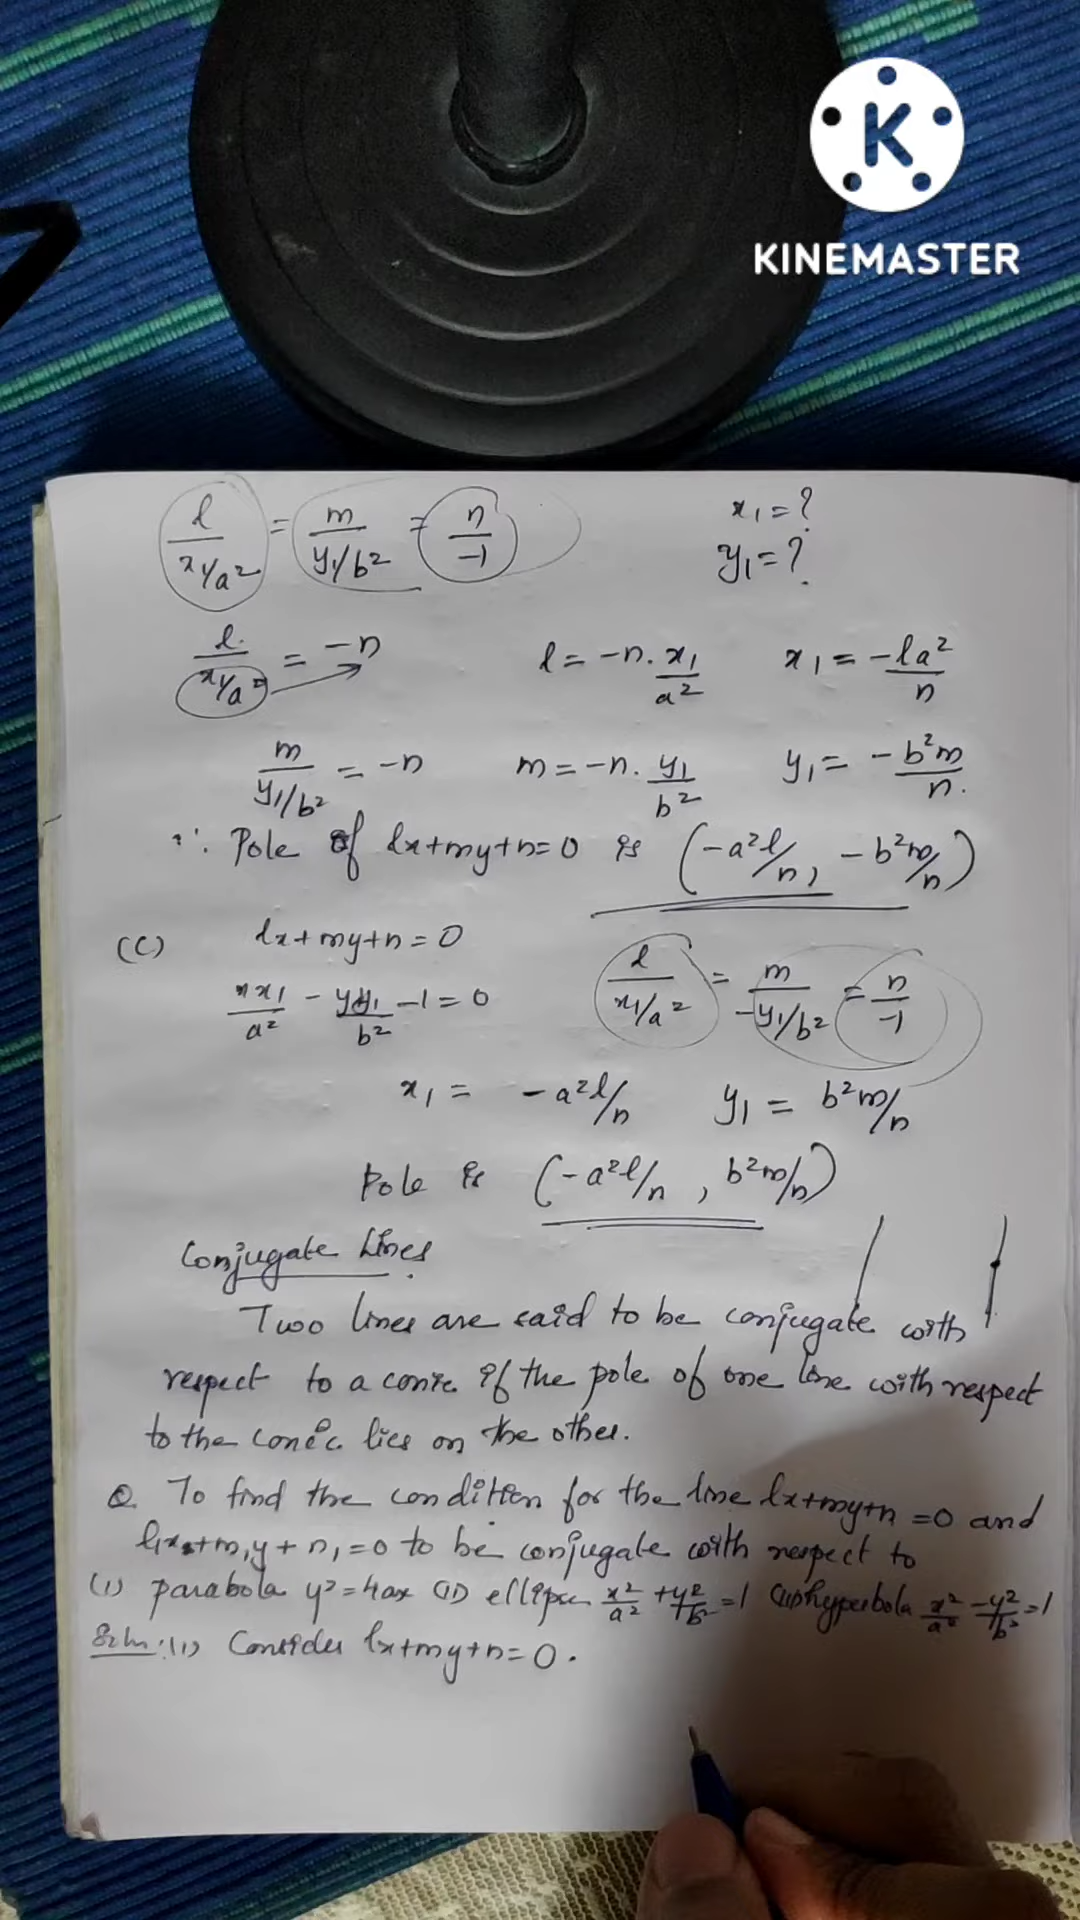 K
KINEMASTER
l/(x₁/a²) = m/(y₁/b²) = n/-1    x₁ = ?
y₁ = ?
l/(x₁/a²) = -n    l = -n. x₁/a²    x₁ = -la²/n
m/(y₁/b²) = -n    m = -n. y₁/b²    y₁ = -b²m/n.
∴ Pole of lx+my+n=0 is (-a²l/n, -b²m/n)
(C)    lx+my+n=0
xx₁/a² - yy₁/b² -1 = 0    l/(x₁/a²) = m/(-y₁/b²) = n/-1
x₁ = -a²l/n    y₁ = b²m/n
Pole is (-a²l/n, b²m/n)
Conjugate Lines
Two lines are said to be conjugate with
respect to a conic if the pole of one line with respect
to the conic lies on the other.
Q. To find the condition for the line lx+my+n=0 and
l₁x+m₁y+n₁=0 to be conjugate with respect to
(i) parabola y²=4ax (ii) ellipse x²/a² + y²/b² = 1 (iii) hyperbola x²/a² - y²/b² = 1
Soln: (i) Consider lx+my+n=0.